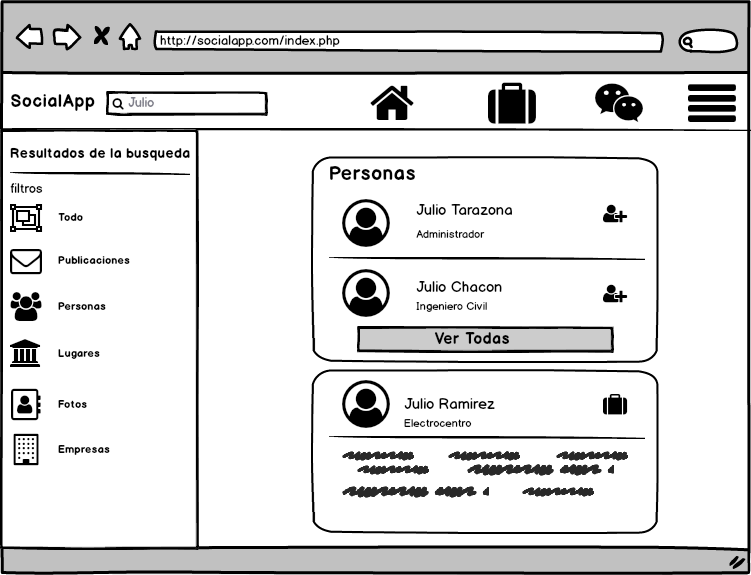 http://socialapp.com/index.php
SocialApp
Julio
Resultados de la busqueda
filtros
Todo
Publicaciones
Personas
Lugares
Fotos
Empresas
Personas
Julio Tarazona
Administrador
Julio Chacon
Ingeniero Civil
Ver Todas
Julio Ramirez
Electrocentro